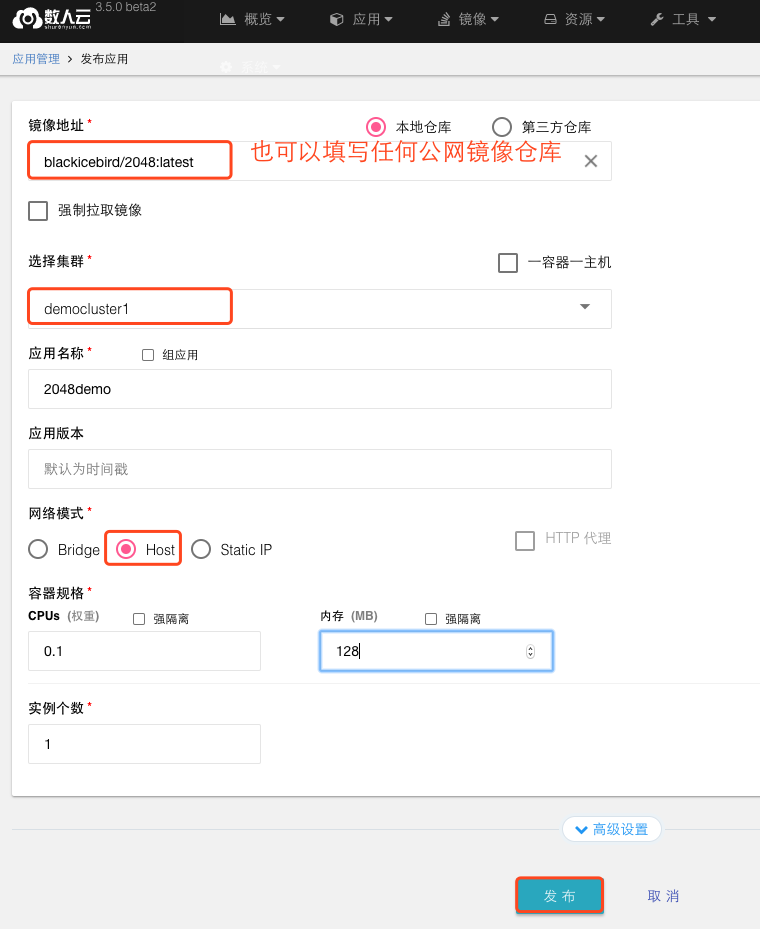 数人云 3.5.0 beta2
shurenyun.com
概览 应用 镜像 资源 工具
系统
应用管理 > 发布应用
镜像地址* 本地仓库 第三方仓库
blackicebird/2048:latest 也可以填写任何公网镜像仓库
强制拉取镜像
选择集群* 一容器一主机
democluster1
应用名称* 组应用
2048demo
应用版本
默认为时间戳
网络模式*
Bridge Host Static IP HTTP 代理
容器规格*
CPUs (权重) 强隔离 内存 (MB) 强隔离
0.1 128
实例个数*
1
高级设置
发布 取消